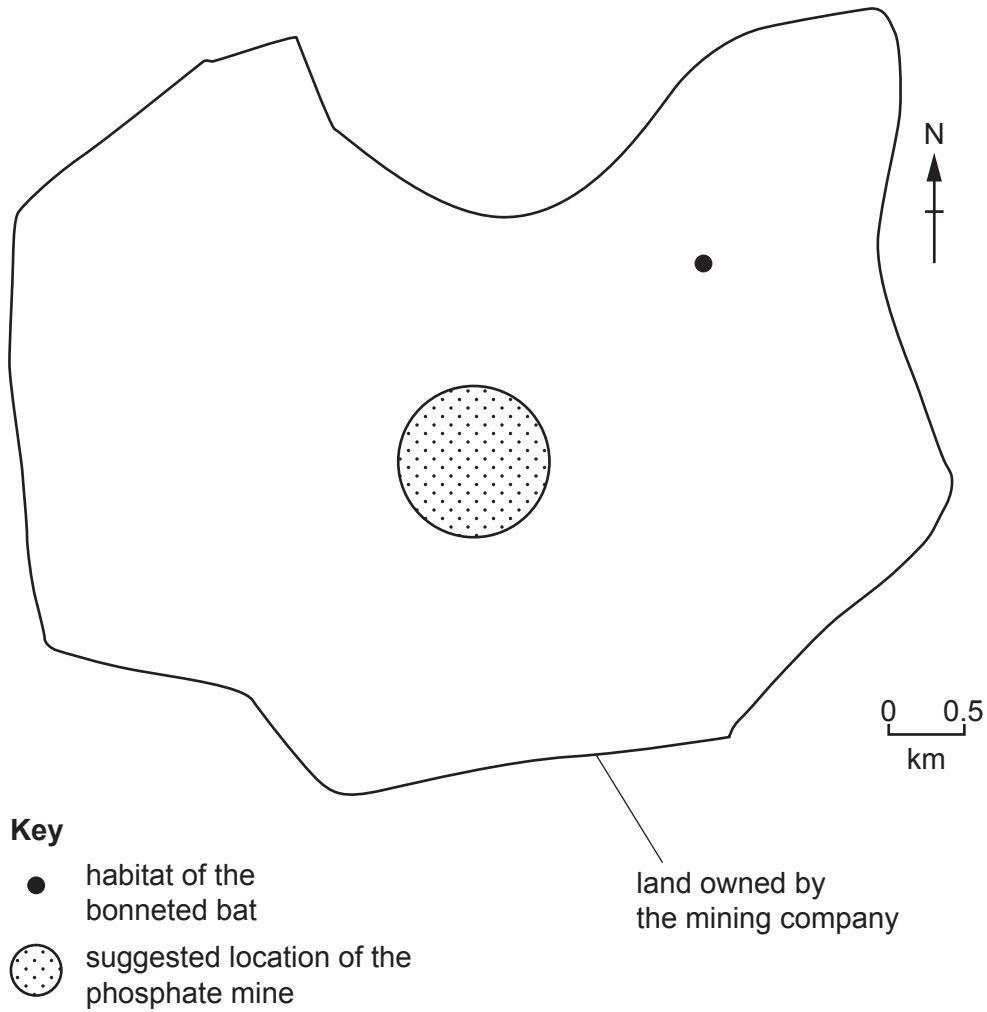 N
0 0.5
km
Key
habitat of the
bonneted bat
land owned by
the mining company
suggested location of the
phosphate mine